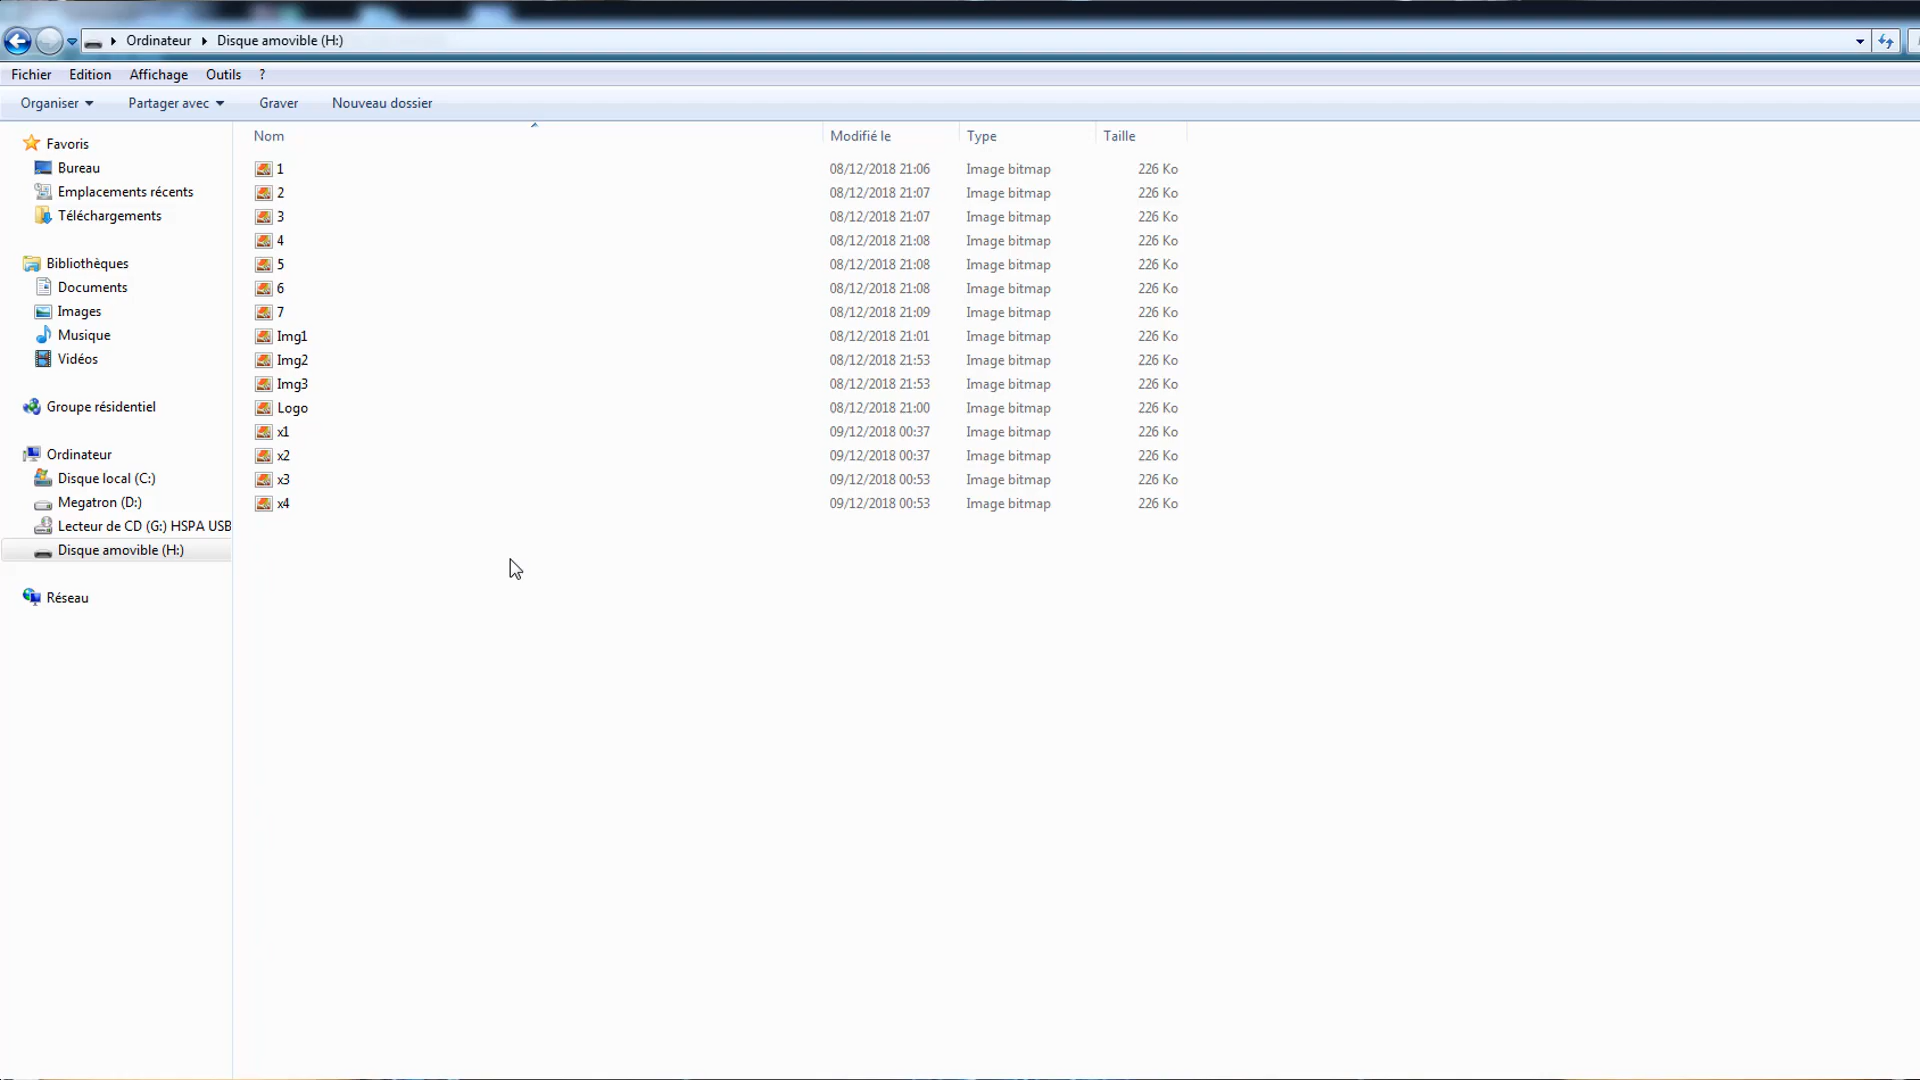 Ordinateur Disque amovible (H:)
Fichier Edition Affichage Outils ?
Organiser Partager avec Graver Nouveau dossier
Favoris
Bureau
Emplacements récents
Téléchargements
Bibliothèques
Documents
Images
Musique
Vidéos
Groupe résidentiel
Ordinateur
Disque local (C:)
Megatron (D:)
Lecteur de CD (G:) HSPA USB
Disque amovible (H:)
Réseau
Nom Modifié le Type Taille
1 08/12/2018 21:06 Image bitmap 226 Ko
2 08/12/2018 21:07 Image bitmap 226 Ko
3 08/12/2018 21:07 Image bitmap 226 Ko
4 08/12/2018 21:08 Image bitmap 226 Ko
5 08/12/2018 21:08 Image bitmap 226 Ko
6 08/12/2018 21:08 Image bitmap 226 Ko
7 08/12/2018 21:09 Image bitmap 226 Ko
Img1 08/12/2018 21:01 Image bitmap 226 Ko
Img2 08/12/2018 21:53 Image bitmap 226 Ko
Img3 08/12/2018 21:53 Image bitmap 226 Ko
Logo 08/12/2018 21:00 Image bitmap 226 Ko
x1 09/12/2018 00:37 Image bitmap 226 Ko
x2 09/12/2018 00:37 Image bitmap 226 Ko
x3 09/12/2018 00:53 Image bitmap 226 Ko
x4 09/12/2018 00:53 Image bitmap 226 Ko